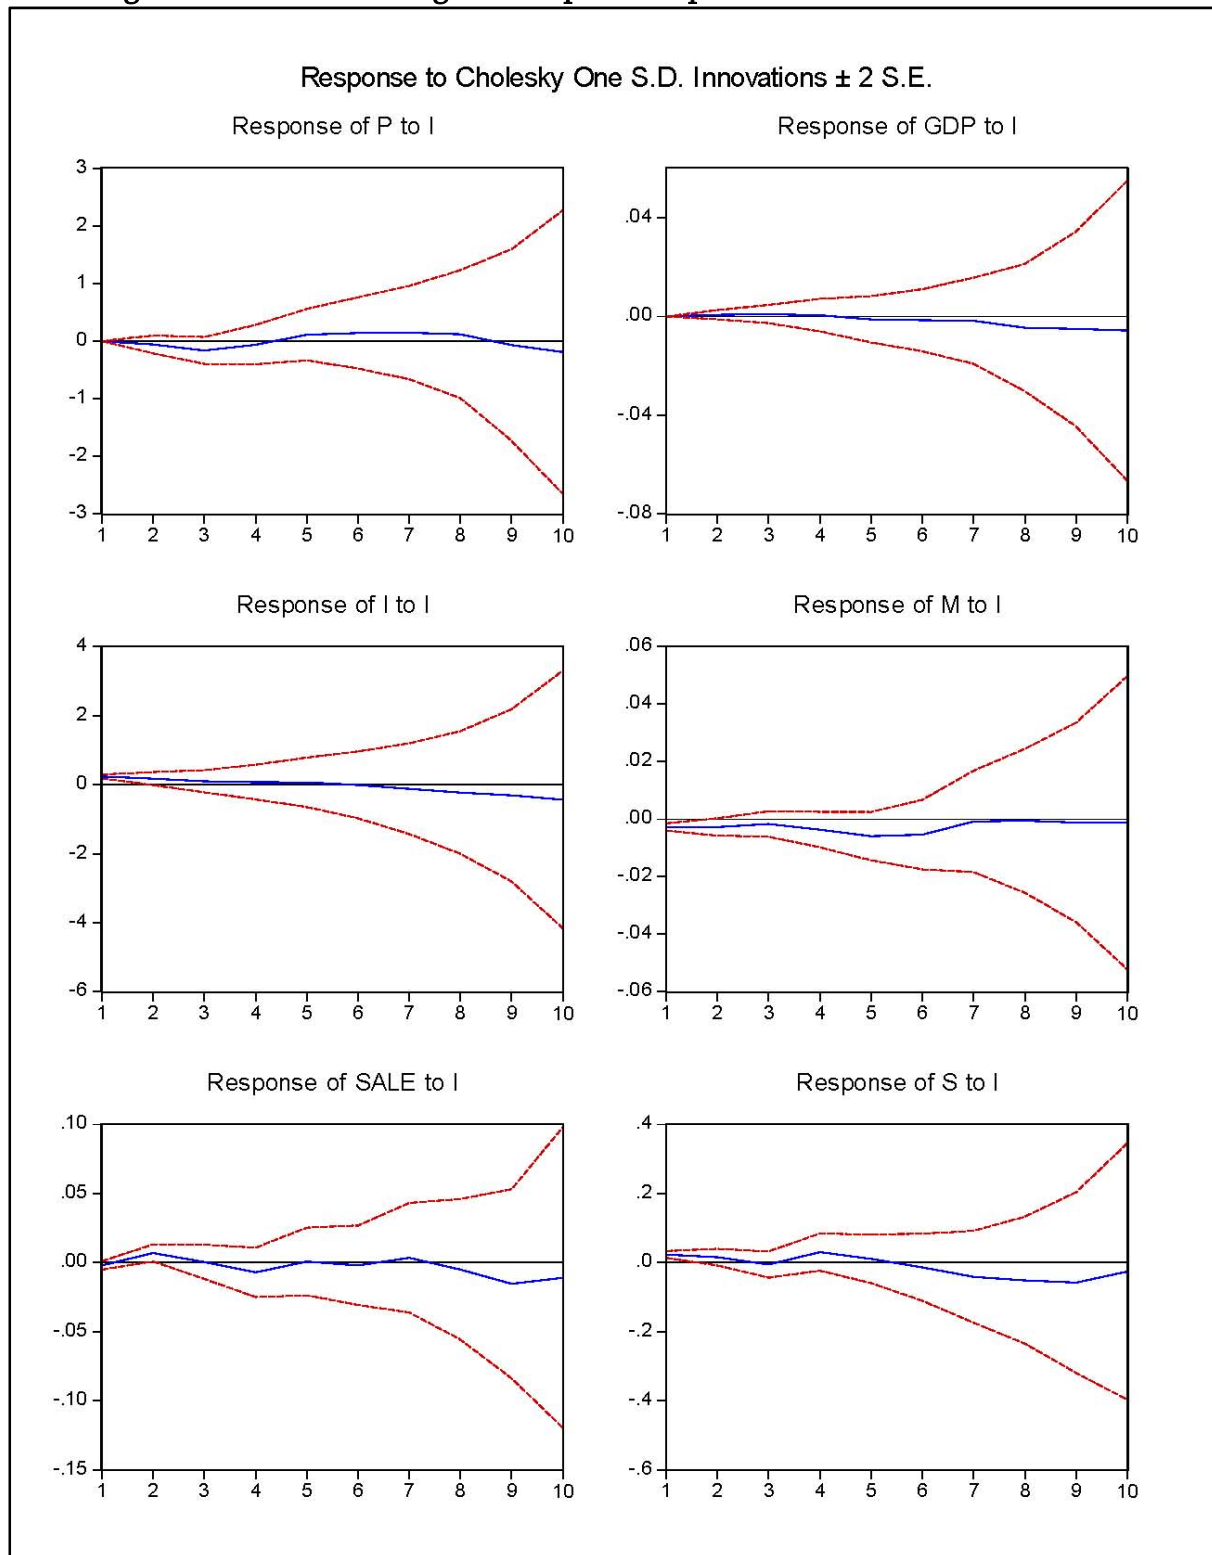 Response to Cholesky One S.D. Innovations ± 2 S.E.
Response of P to I
3
2
1
0
-1
-2
-3
1 2 3 4 5 6 7 8 9 10
Response of GDP to I
.04
.00
-.04
-.08
1 2 3 4 5 6 7 8 9 10
Response of I to I
4
2
0
-2
-4
-6
1 2 3 4 5 6 7 8 9 10
Response of M to I
.06
.04
.02
.00
-.02
-.04
-.06
1 2 3 4 5 6 7 8 9 10
Response of SALE to I
.10
.05
.00
-.05
-.10
-.15
1 2 3 4 5 6 7 8 9 10
Response of S to I
.4
.2
.0
-.2
-.4
-.6
1 2 3 4 5 6 7 8 9 10